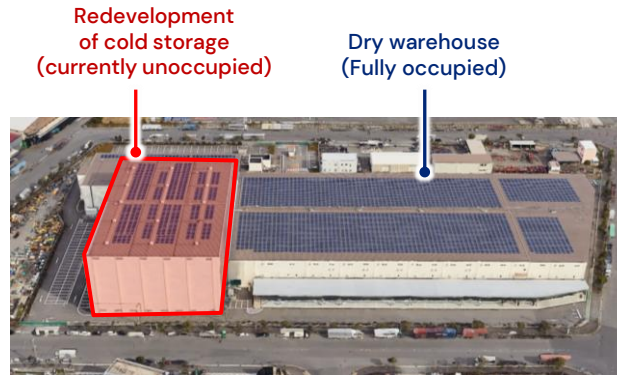 Redevelopment
of cold storage
(currently unoccupied)
Dry warehouse
(Fully occupied)